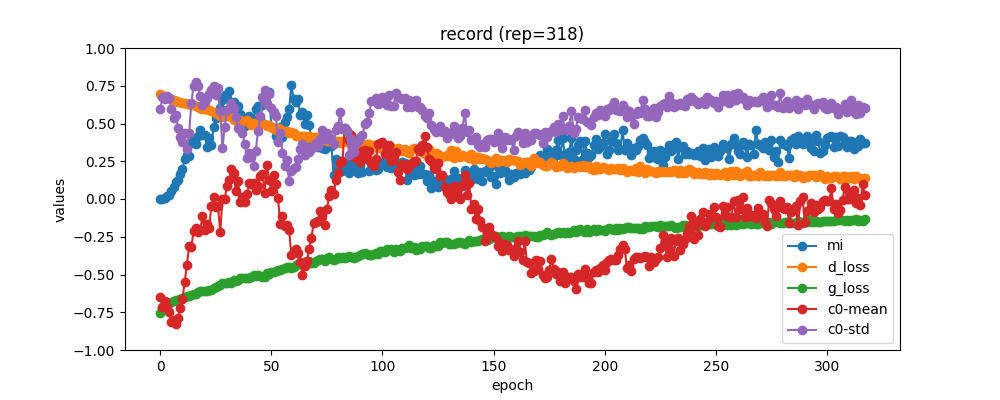 record (rep=318)
1.00
0.75
0.50
0.25
0.00
−0.25
−0.50
−0.75
−1.00
values
0 50 100 150 200 250 300
epoch
mi
d_loss
g_loss
c0-mean
c0-std